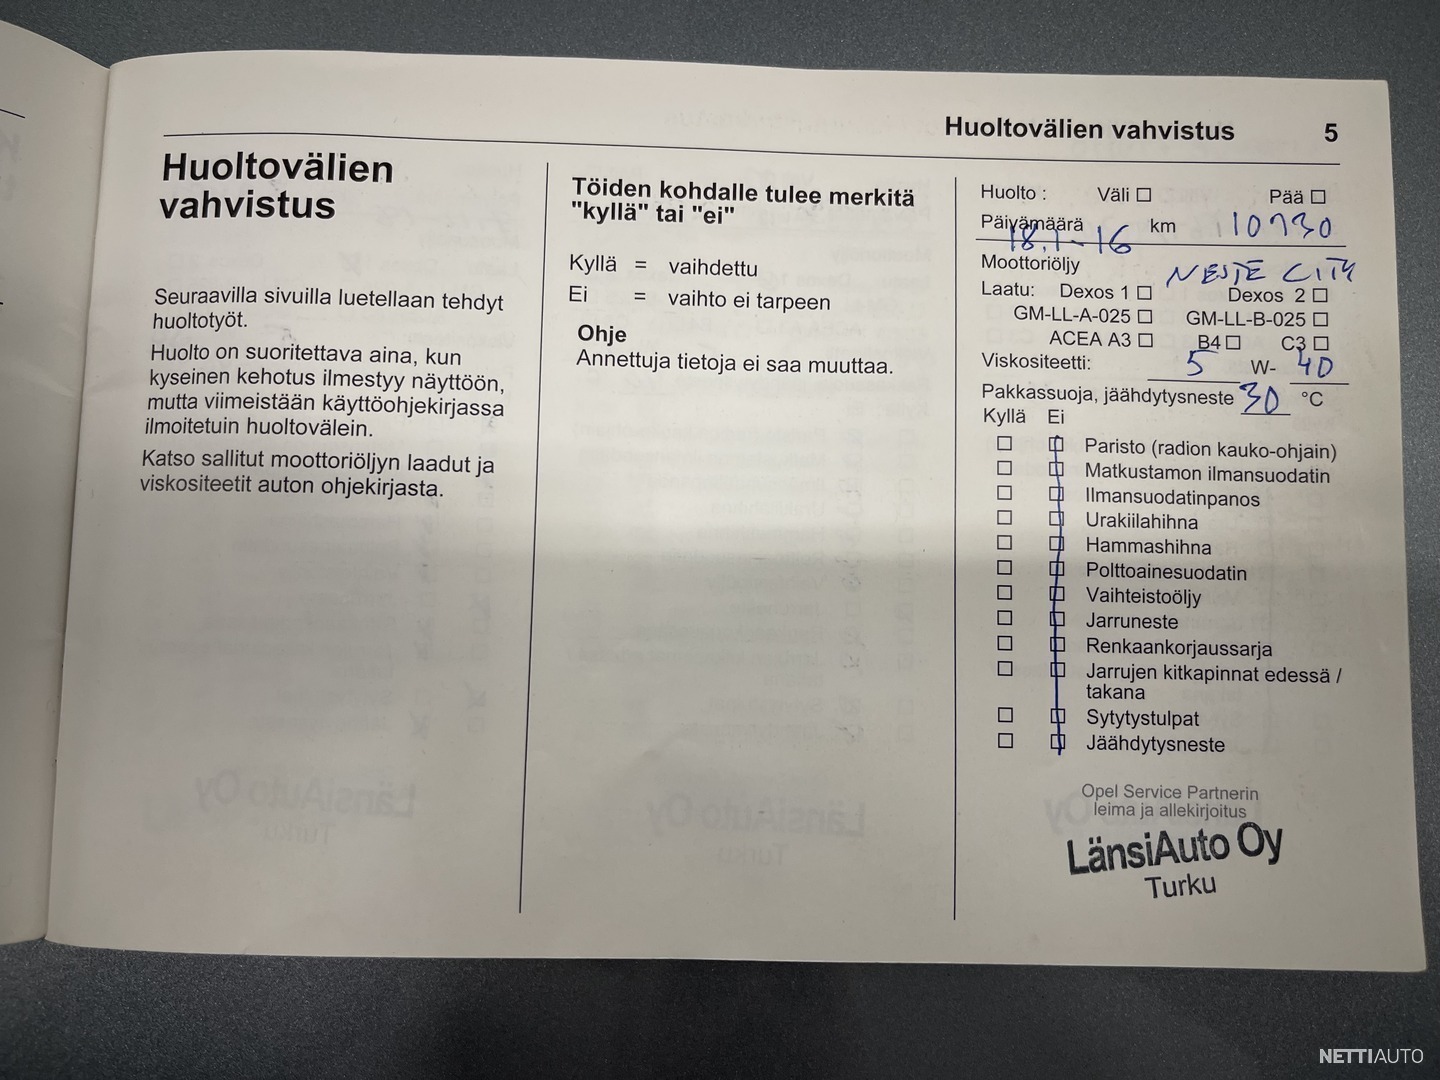 Huoltovälien vahvistus 5
Huoltovälien
vahvistus
Seuraavilla sivuilla luetellaan tehdyt
huoltotyöt.
Huolto on suoritettava aina, kun
kyseinen kehotus ilmestyy näyttöön,
mutta viimeistään käyttöohjekirjassa
ilmoitetuin huoltovälein.
Katso sallitut moottoriöljyn laadut ja
viskositeetit auton ohjekirjasta.
Töiden kohdalle tulee merkitä
"kyllä" tai "ei"
Kyllä = vaihdettu
Ei = vaihto ei tarpeen
Ohje
Annettuja tietoja ei saa muuttaa.
Huolto : Väli ☐ Pää ☐
Päivämäärä km 10730
18.1-16
Moottoriöljy NESTE CITY
Laatu: Dexos 1 ☐ Dexos 2 ☐
GM-LL-A-025 ☐ GM-LL-B-025 ☐
ACEA A3 ☐ B4 ☐ C3 ☐
Viskositeetti: 5 W- 40
Pakkassuoja, jäähdytysneste 30 °C
Kyllä Ei
☐ ☐ Paristo (radion kauko-ohjain)
☐ ☐ Matkustamon ilmansuodatin
☐ ☐ Ilmansuodatinpanos
☐ ☐ Urakiilahihna
☐ ☐ Hammashihna
☐ ☐ Polttoainesuodatin
☐ ☐ Vaihteistoöljy
☐ ☐ Jarruneste
☐ ☐ Renkaankorjaussarja
☐ ☐ Jarrujen kitkapinnat edessä /
takana
☐ ☐ Sytytystulpat
☐ ☐ Jäähdytysneste
Opel Service Partnerin
leima ja allekirjoitus
LänsiAuto Oy
Turku
NETTIAUTO